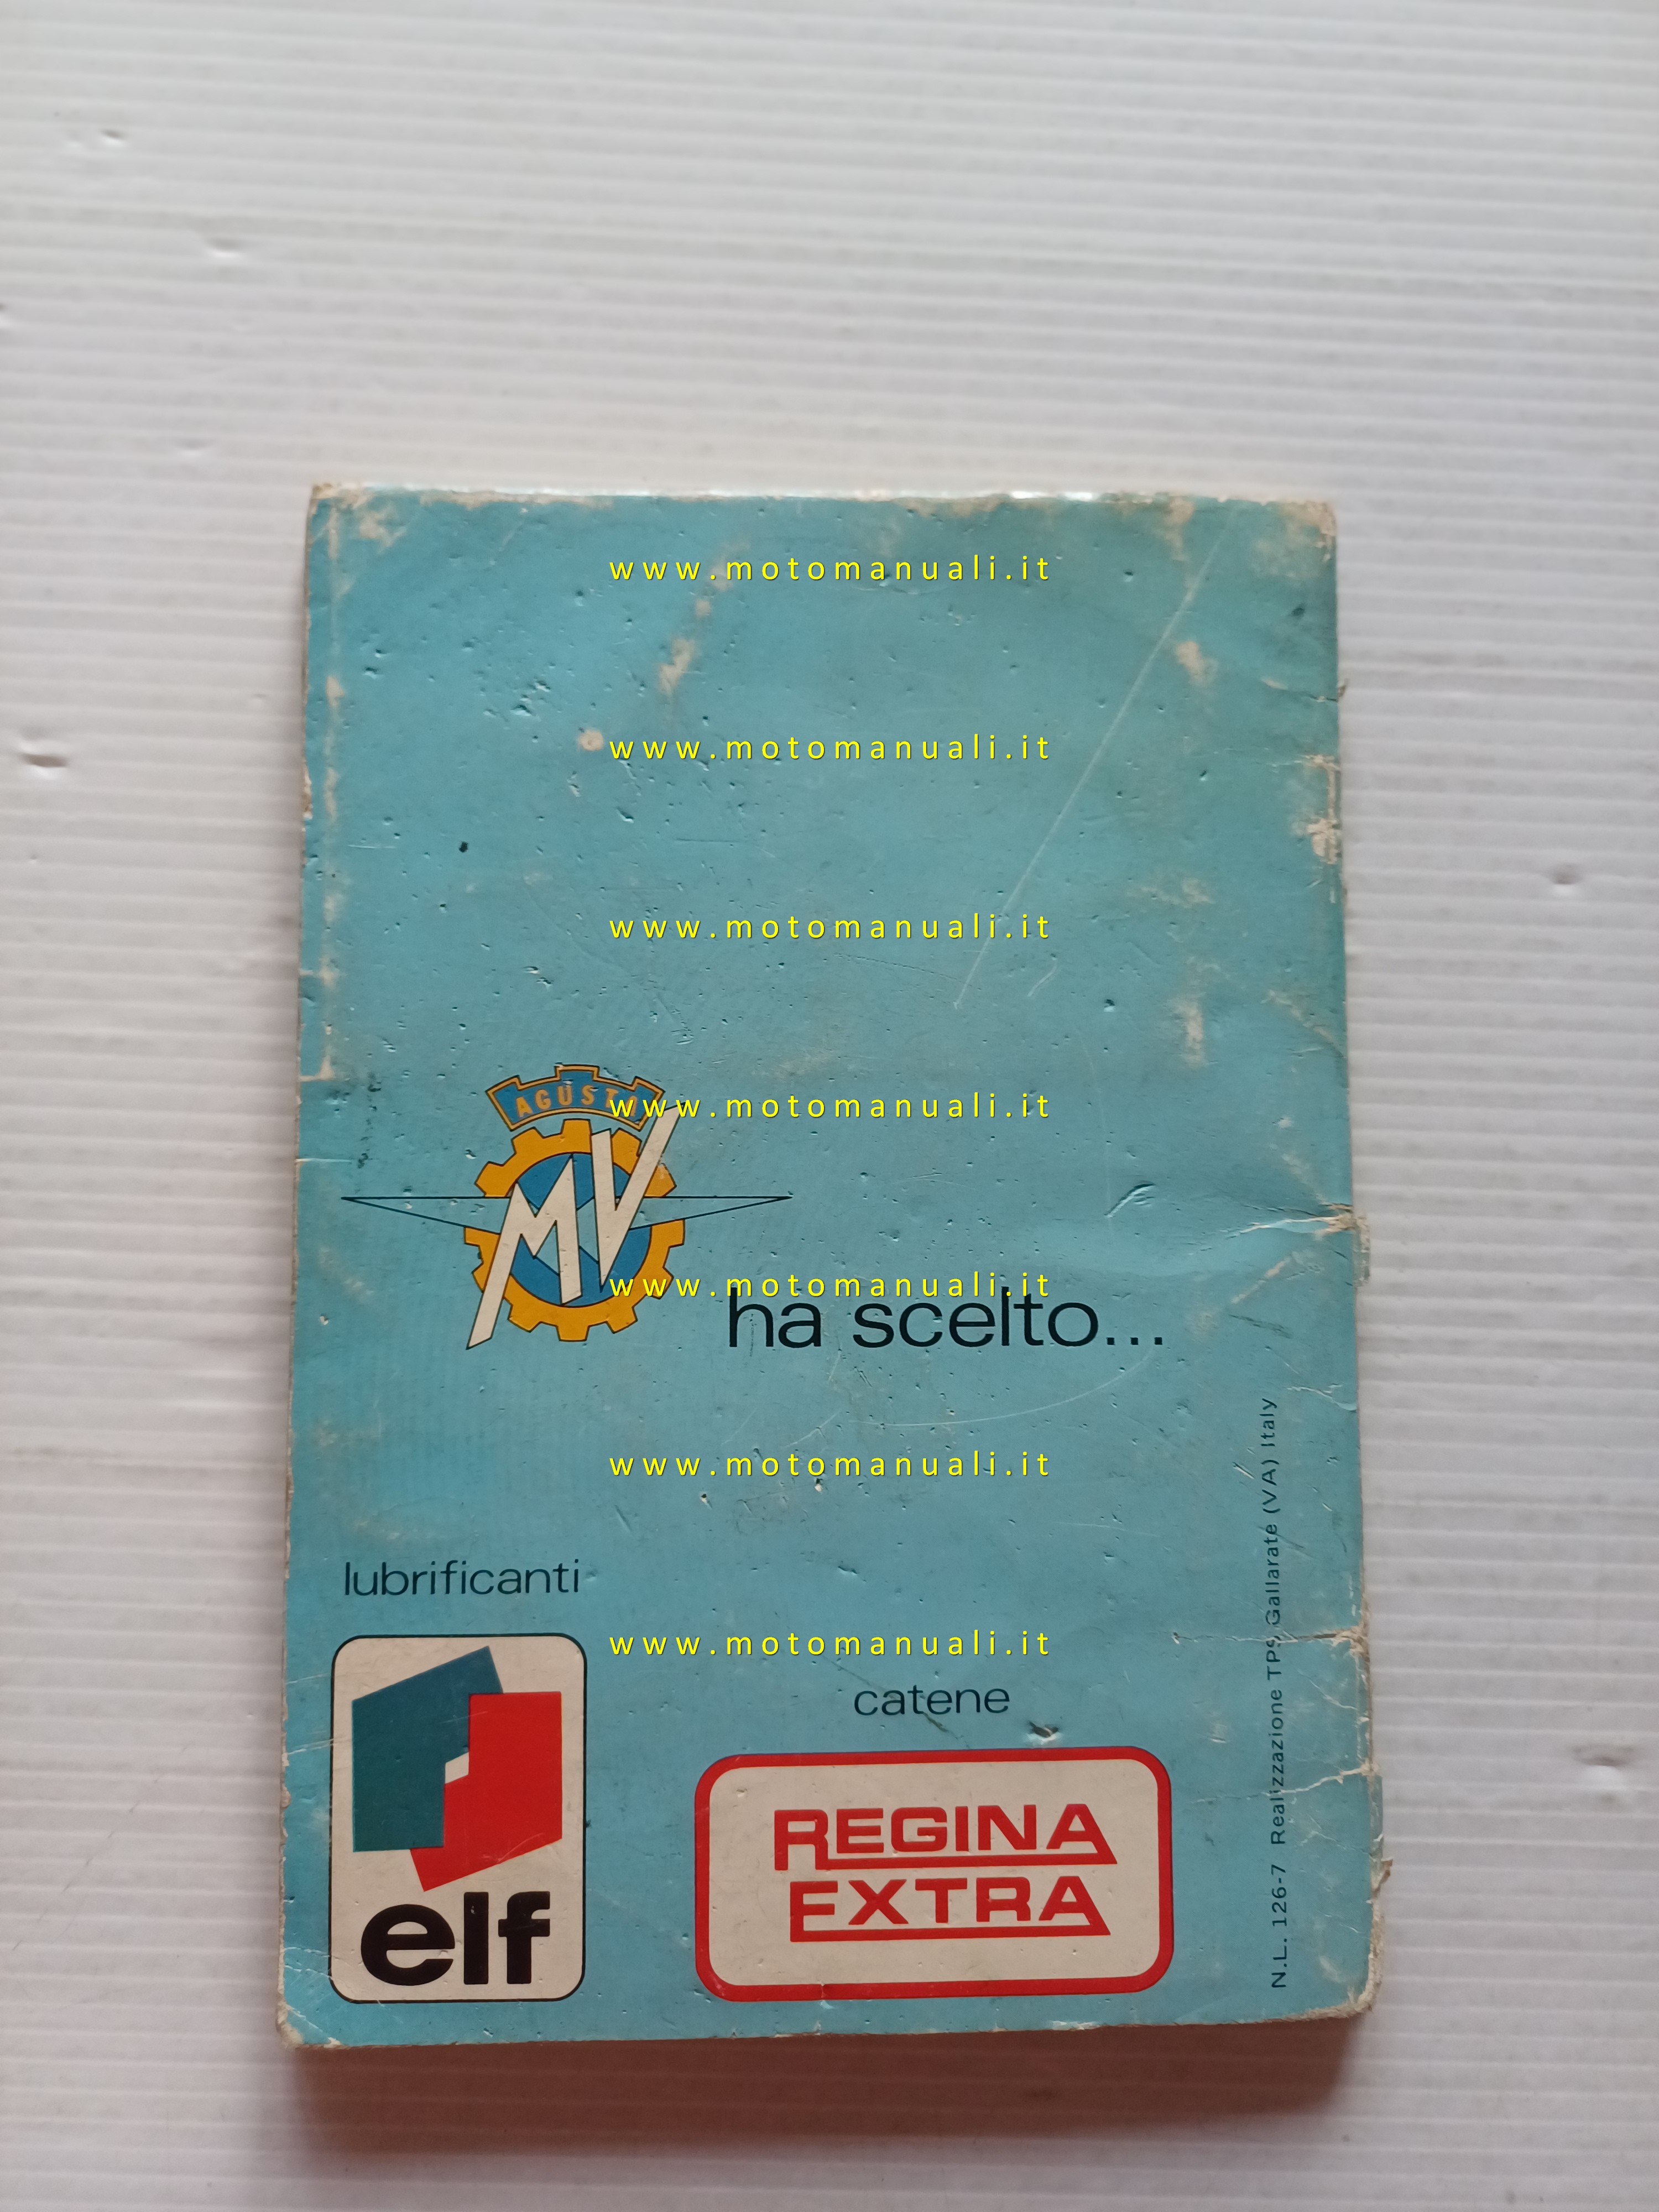 www.motomanuali.it
www.motomanuali.it
www.motomanuali.it
AGUSTA
www.motomanuali.it
MV
www.motomanuali.it
ha scelto...
www.motomanuali.it
lubrificanti
www.motomanuali.it
catene
elf
REGINA
EXTRA
N.L. 126-7 Realizzazione TPS Gallarate (VA) Italy